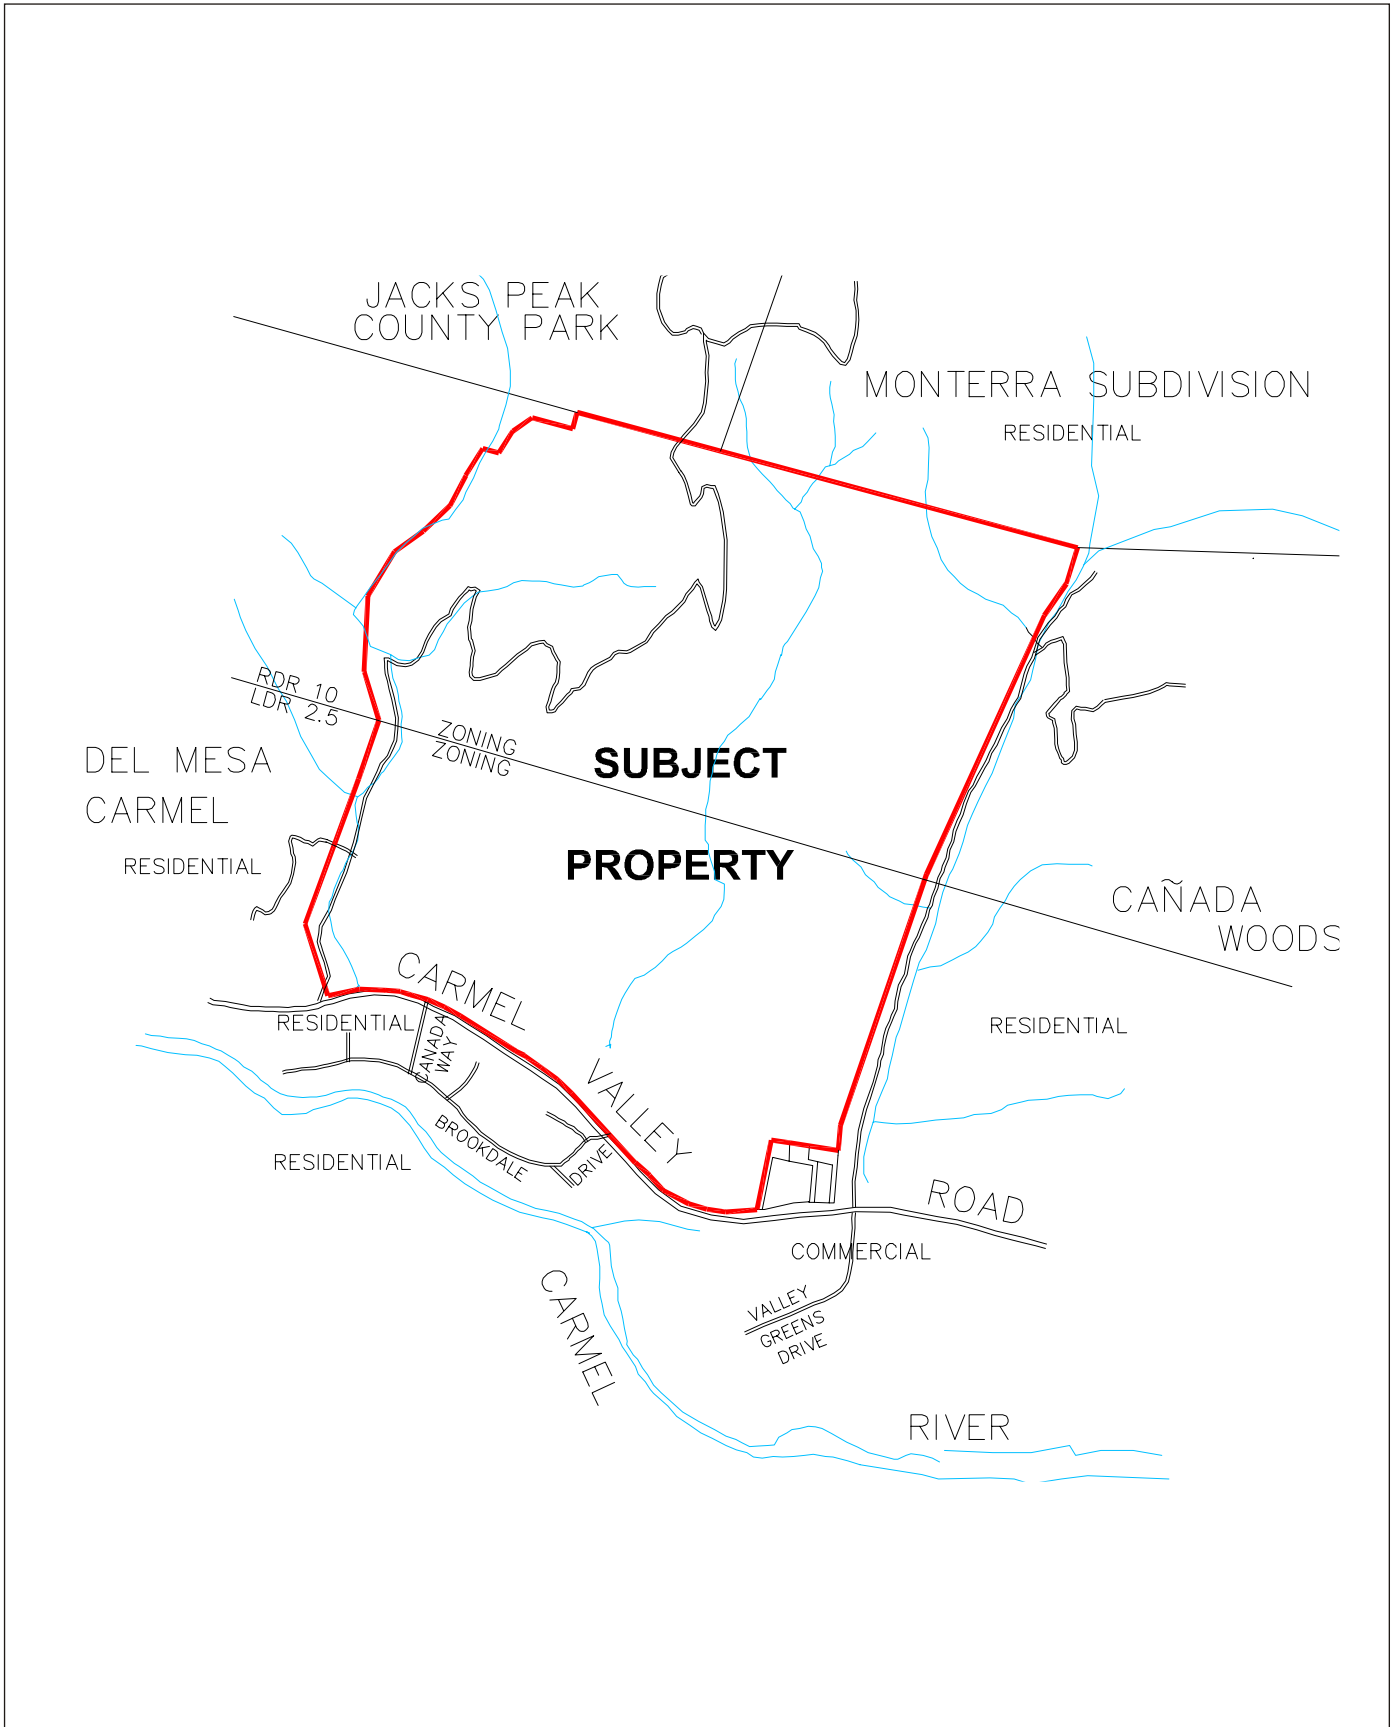 JACKS PEAK
COUNTY PARK
MONTERRA SUBDIVISION
RESIDENTIAL
RDR 10
LDR 2.5
ZONING
ZONING
SUBJECT
PROPERTY
DEL MESA
CARMEL
RESIDENTIAL
CAÑADA
WOODS
RESIDENTIAL
CARMEL
VALLEY
ROAD
RESIDENTIAL
CANADA
WAY
BROOKDALE
DRIVE
RESIDENTIAL
COMMERCIAL
VALLEY
GREENS
DRIVE
CARMEL
RIVER